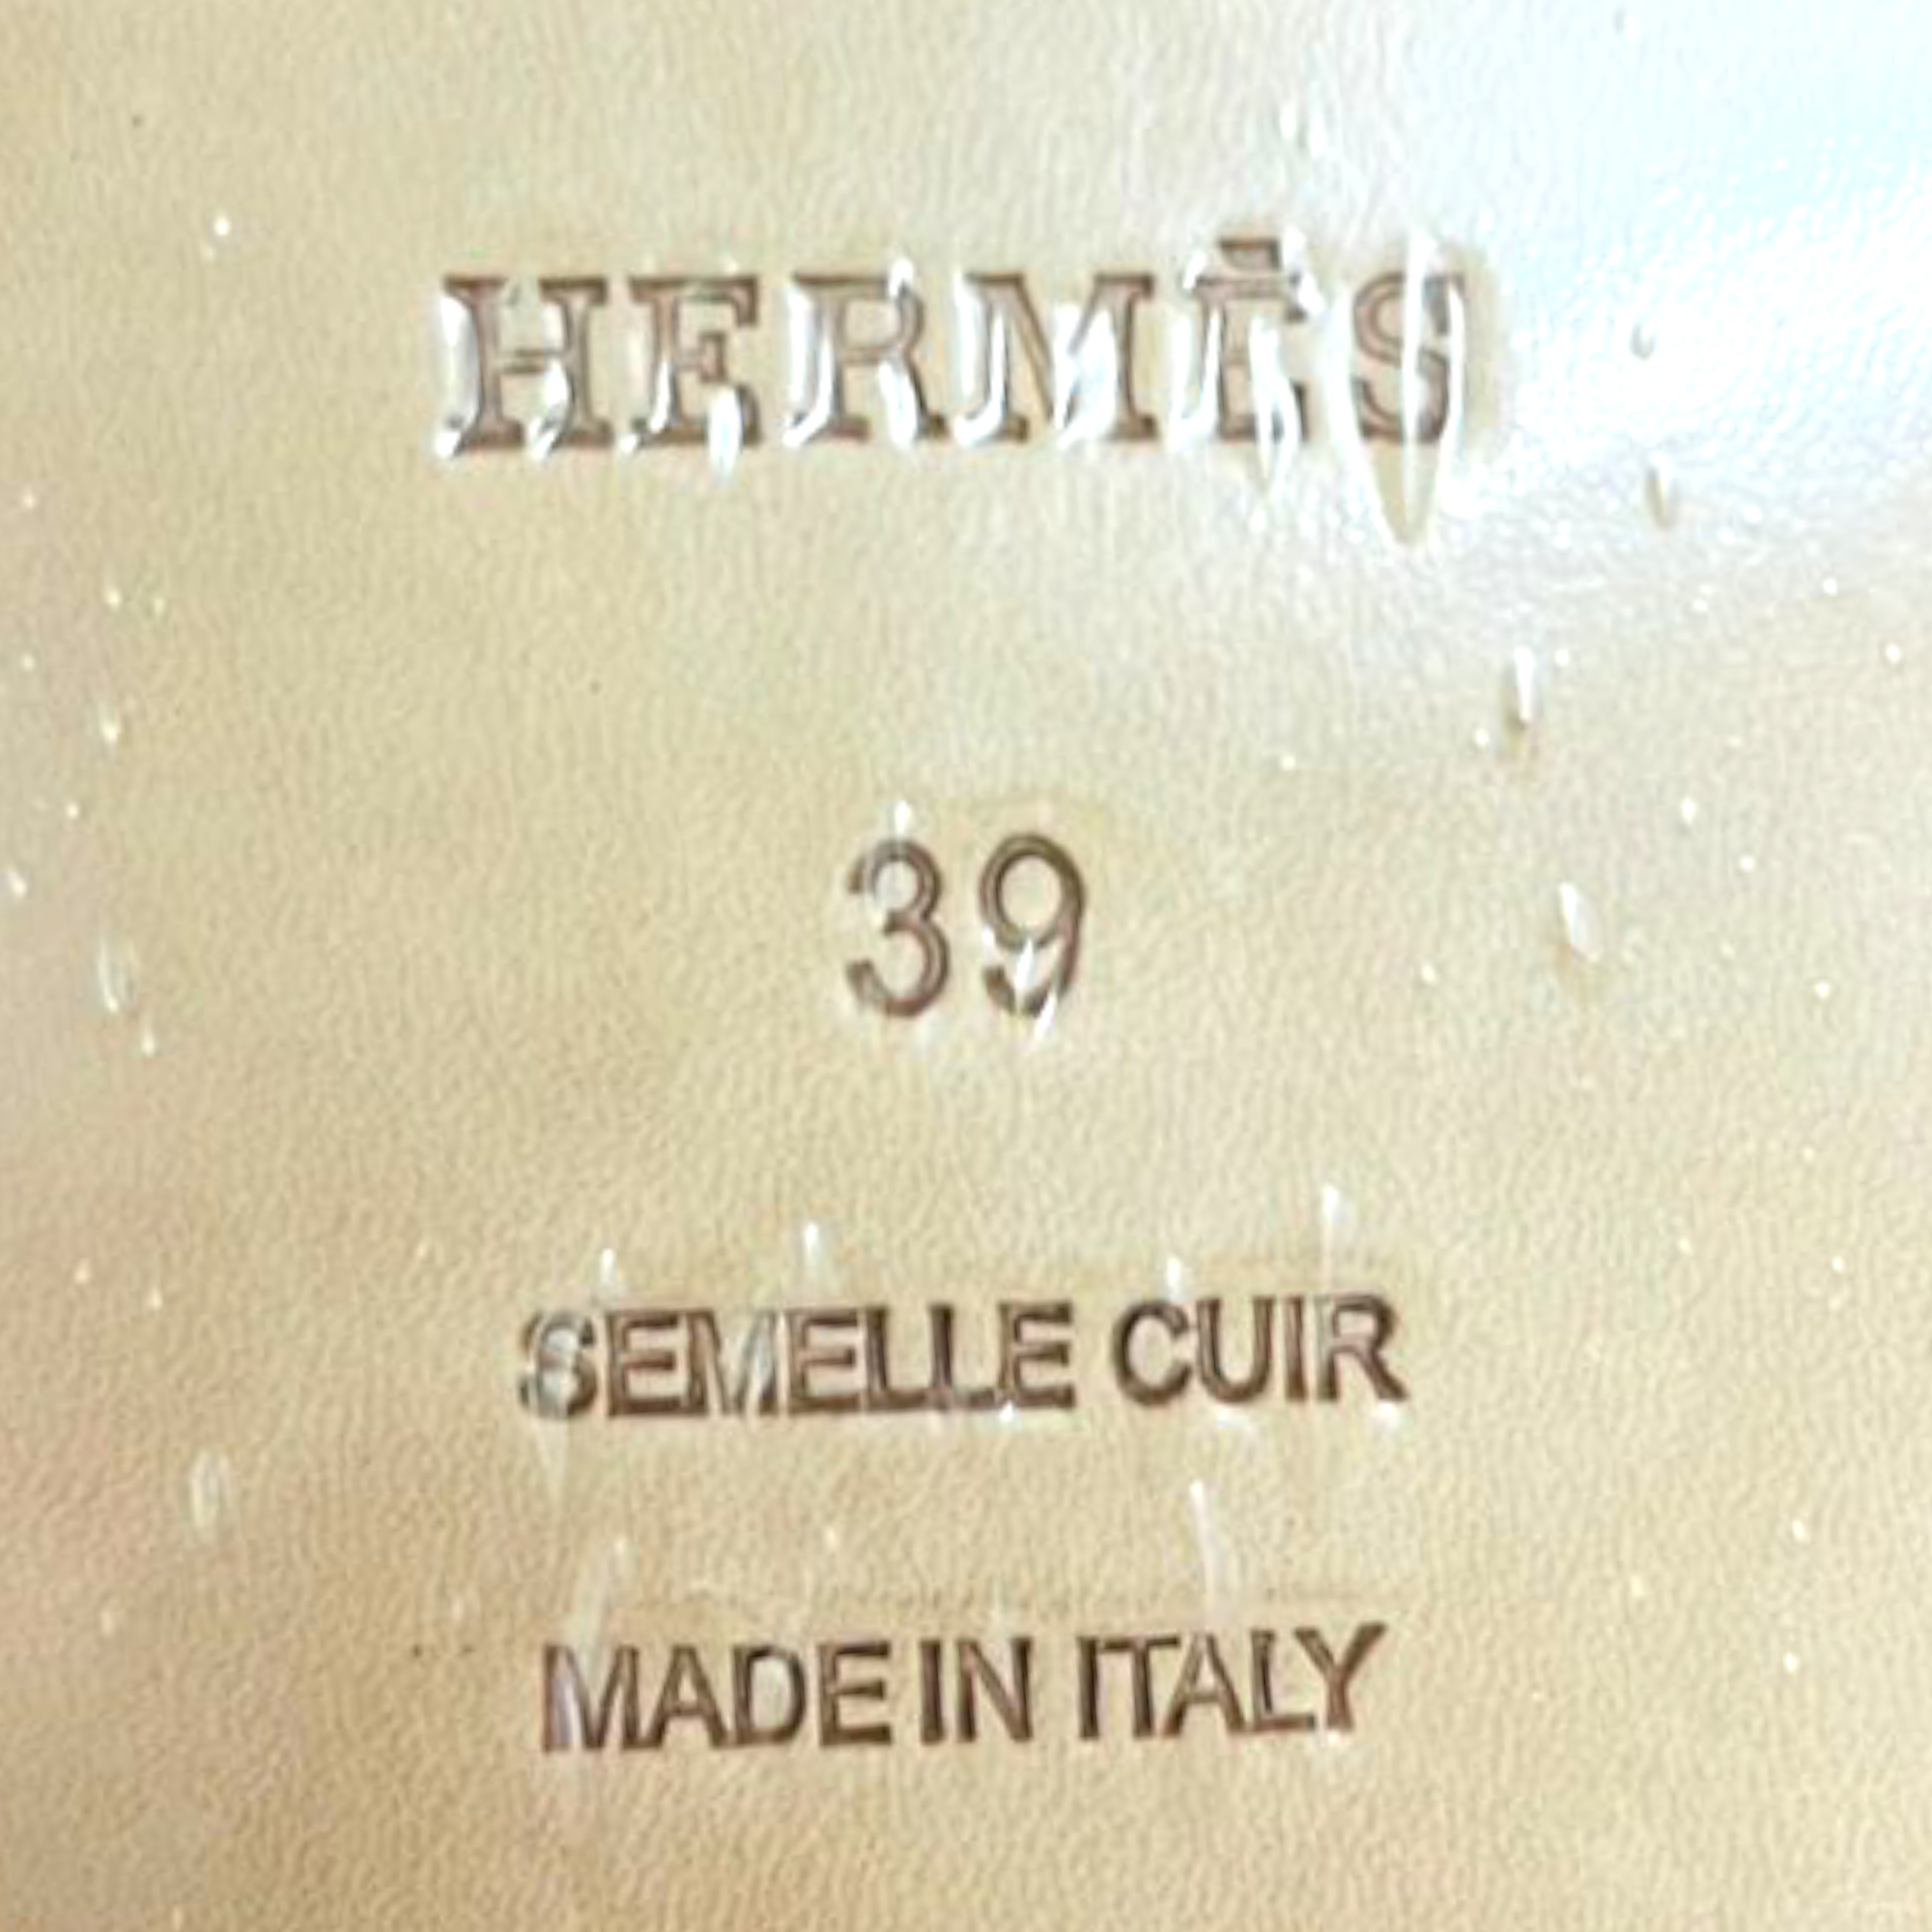 HERMÈS
39
SEMELLE CUIR
MADE IN ITALY